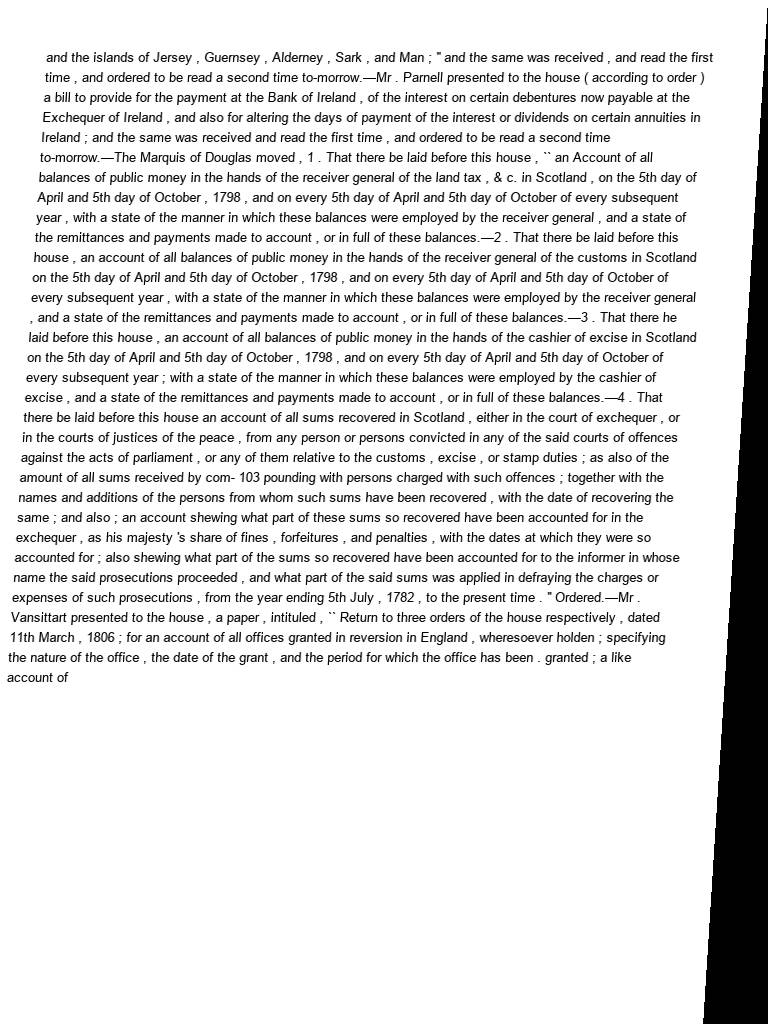 and the islands of Jersey , Guernsey , Alderney , Sark , and Man ; " and the same was received , and read the first
time , and ordered to be read a second time to-morrow.—Mr . Parnell presented to the house ( according to order )
a bill to provide for the payment at the Bank of Ireland , of the interest on certain debentures now payable at the
Exchequer of Ireland , and also for altering the days of payment of the interest or dividends on certain annuities in
Ireland ; and the same was received and read the first time , and ordered to be read a second time
to-morrow.—The Marquis of Douglas moved , 1 . That there be laid before this house , `` an Account of all
balances of public money in the hands of the receiver general of the land tax , & c. in Scotland , on the 5th day of
April and 5th day of October , 1798 , and on every 5th day of April and 5th day of October of every subsequent
year , with a state of the manner in which these balances were employed by the receiver general , and a state of
the remittances and payments made to account , or in full of these balances.—2 . That there be laid before this
house , an account of all balances of public money in the hands of the receiver general of the customs in Scotland
on the 5th day of April and 5th day of October , 1798 , and on every 5th day of April and 5th day of October of
every subsequent year , with a state of the manner in which these balances were employed by the receiver general
, and a state of the remittances and payments made to account , or in full of these balances.—3 . That there he
laid before this house , an account of all balances of public money in the hands of the cashier of excise in Scotland
on the 5th day of April and 5th day of October , 1798 , and on every 5th day of April and 5th day of October of
every subsequent year ; with a state of the manner in which these balances were employed by the cashier of
excise , and a state of the remittances and payments made to account , or in full of these balances.—4 . That
there be laid before this house an account of all sums recovered in Scotland , either in the court of exchequer , or
in the courts of justices of the peace , from any person or persons convicted in any of the said courts of offences
against the acts of parliament , or any of them relative to the customs , excise , or stamp duties ; as also of the
amount of all sums received by com- 103 pounding with persons charged with such offences ; together with the
names and additions of the persons from whom such sums have been recovered , with the date of recovering the
same ; and also ; an account shewing what part of these sums so recovered have been accounted for in the
exchequer , as his majesty 's share of fines , forfeitures , and penalties , with the dates at which they were so
accounted for ; also shewing what part of the sums so recovered have been accounted for to the informer in whose
name the said prosecutions proceeded , and what part of the said sums was applied in defraying the charges or
expenses of such prosecutions , from the year ending 5th July , 1782 , to the present time . " Ordered.—Mr .
Vansittart presented to the house , a paper , intituled , `` Return to three orders of the house respectively , dated
11th March , 1806 ; for an account of all offices granted in reversion in England , wheresoever holden ; specifying
the nature of the office , the date of the grant , and the period for which the office has been . granted ; a like
account of